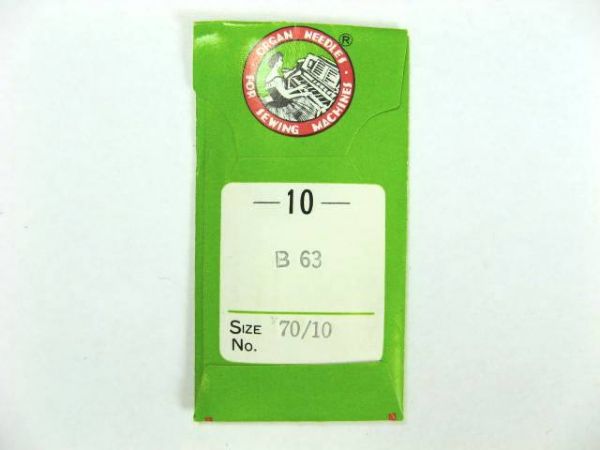 ORGAN NEEDLES
®
· FOR SEWING MACHINES ·
—10—
B 63
SIZE 70/10
No.